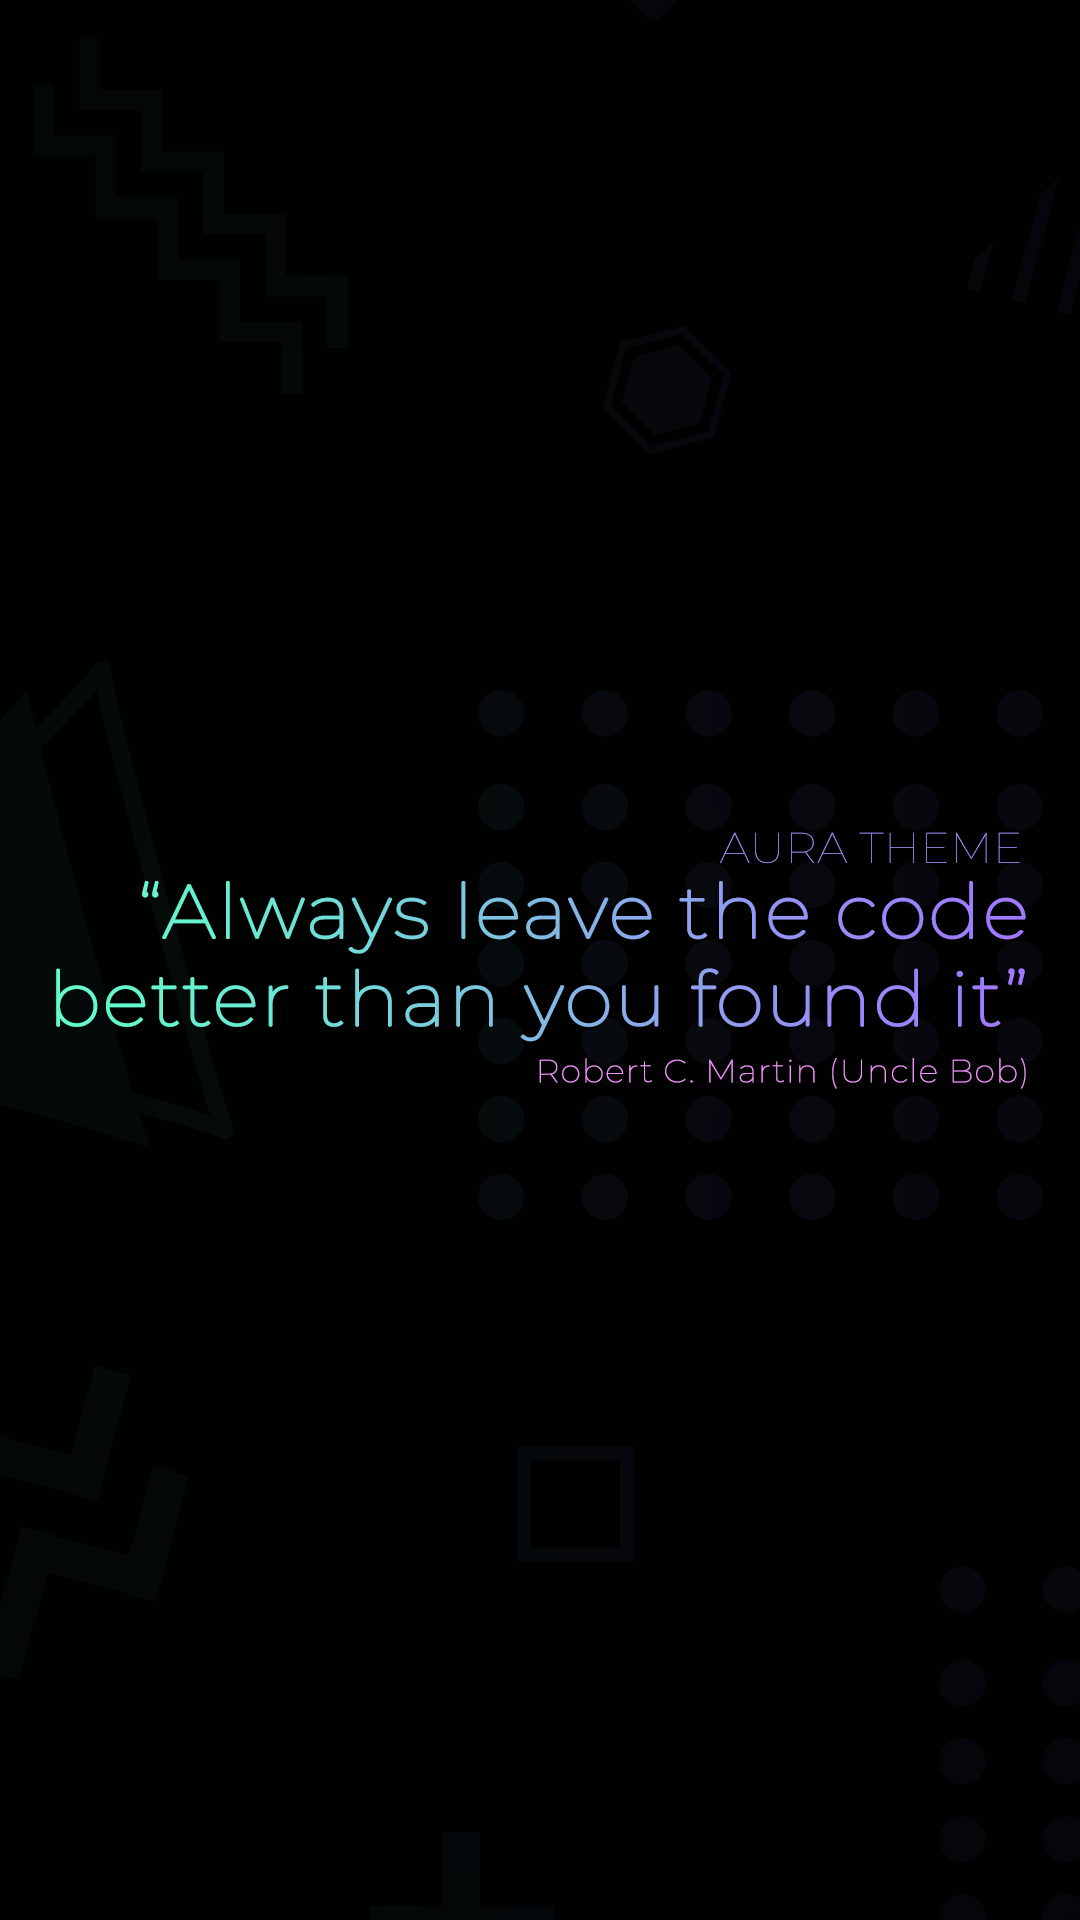 AURA THEME
“Always leave the code
better than you found it”
Robert C. Martin (Uncle Bob)